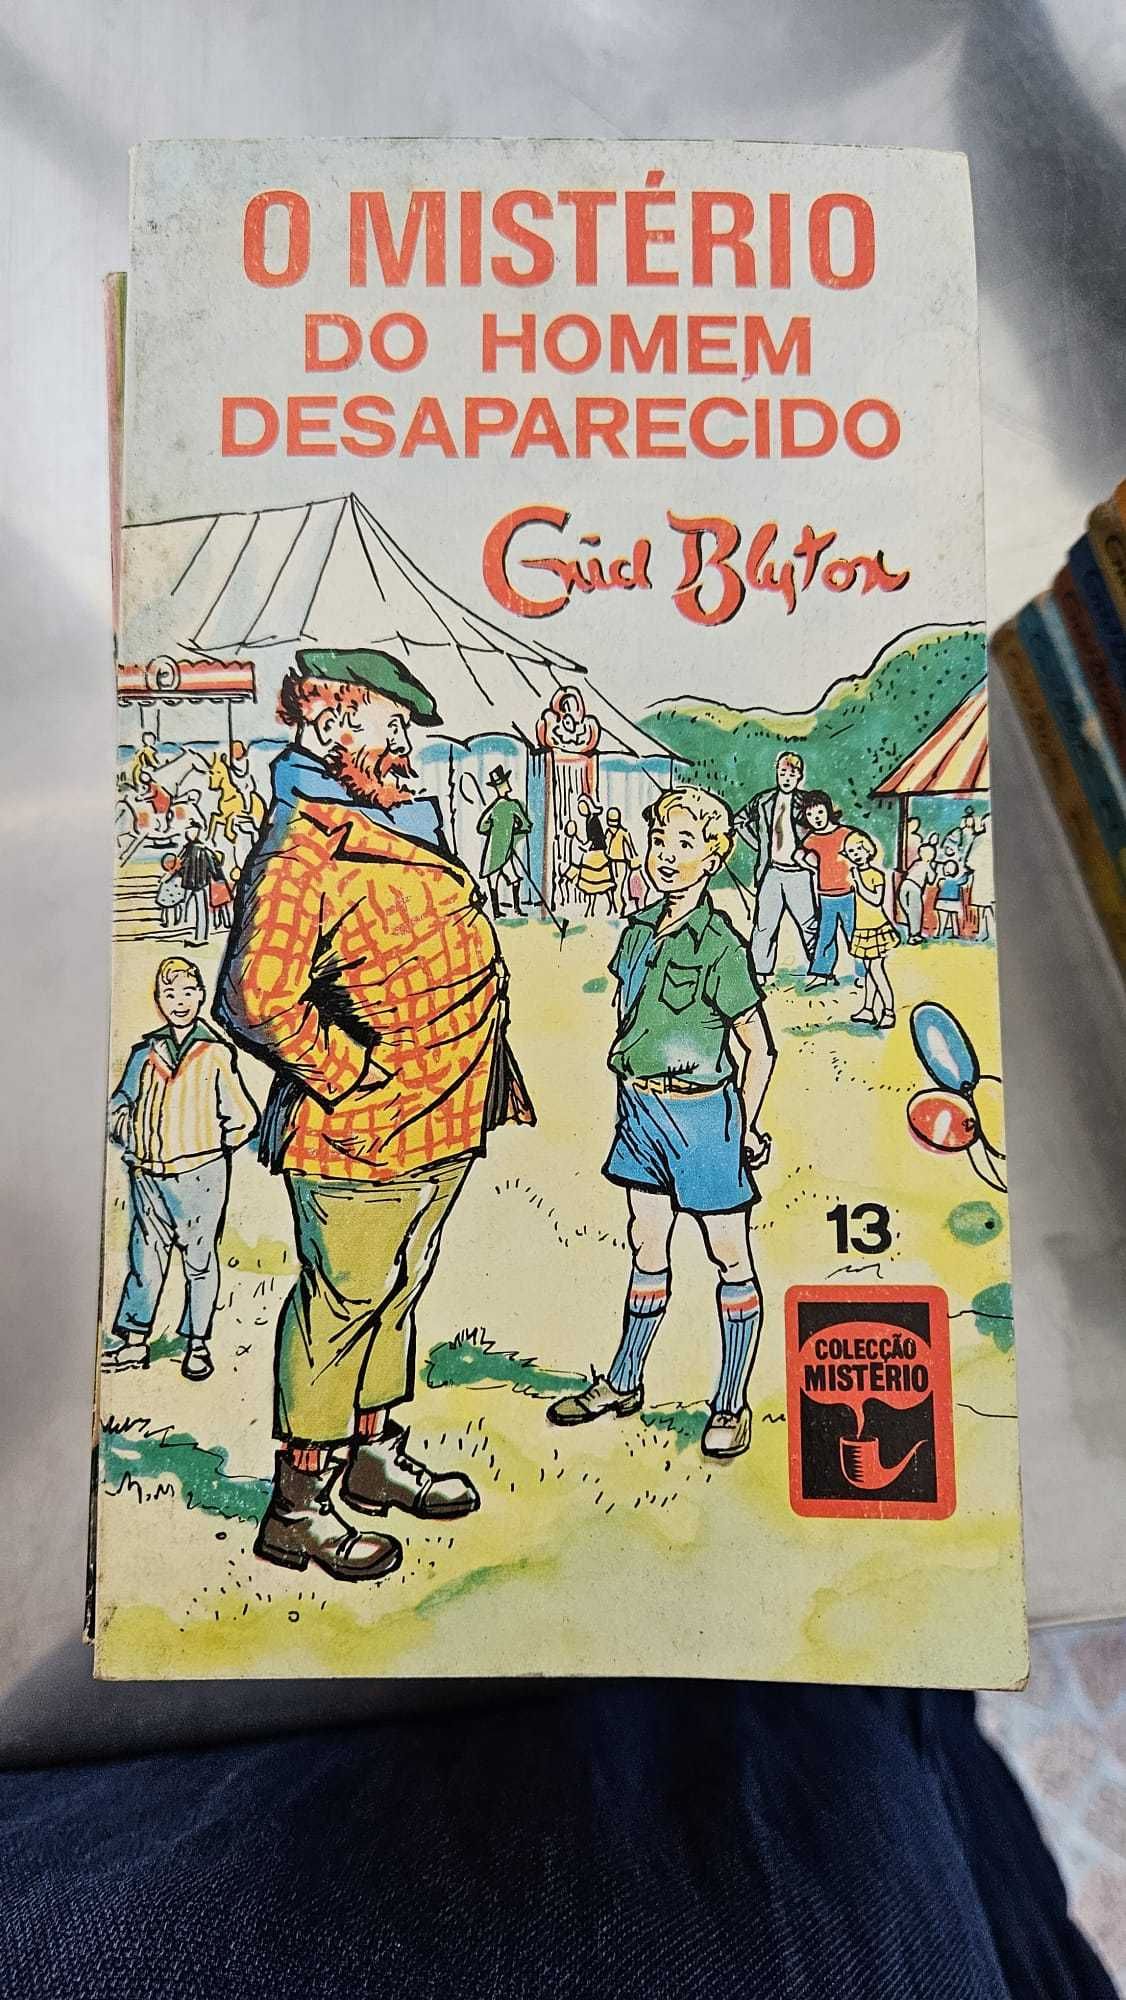 O MISTÉRIO
DO HOMEM
DESAPARECIDO
Enid Blyton
13
COLECÇÃO
MISTÉRIO